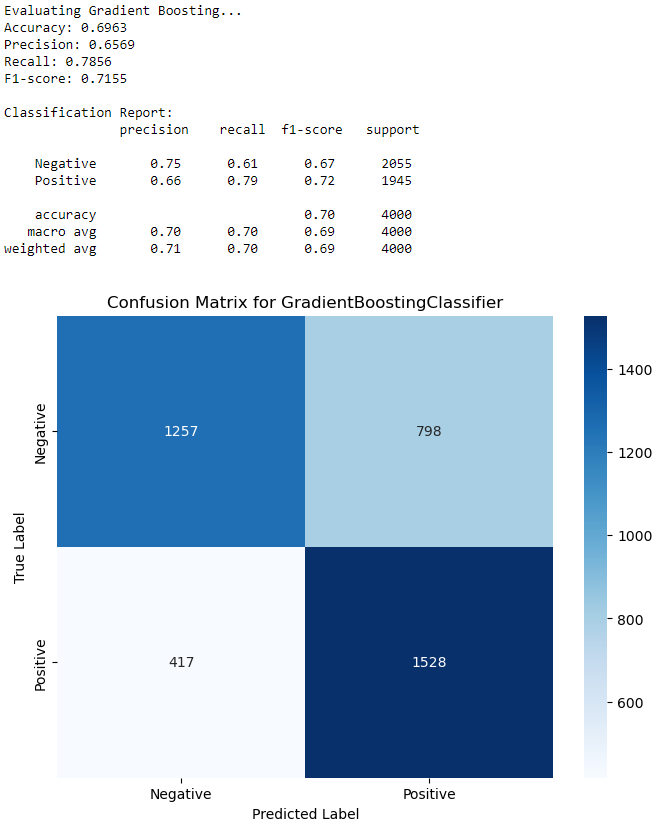 Evaluating Gradient Boosting...
Accuracy: 0.6963
Precision: 0.6569
Recall: 0.7856
F1-score: 0.7155
Classification Report:
precision recall f1-score support
Negative 0.75 0.61 0.67 2055
Positive 0.66 0.79 0.72 1945
accuracy 0.70 4000
macro avg 0.70 0.70 0.69 4000
weighted avg 0.71 0.70 0.69 4000
Confusion Matrix for GradientBoostingClassifier
True Label
Negative
1257 798
Positive
417 1528
Negative Positive
Predicted Label
1400
1200
1000
800
600